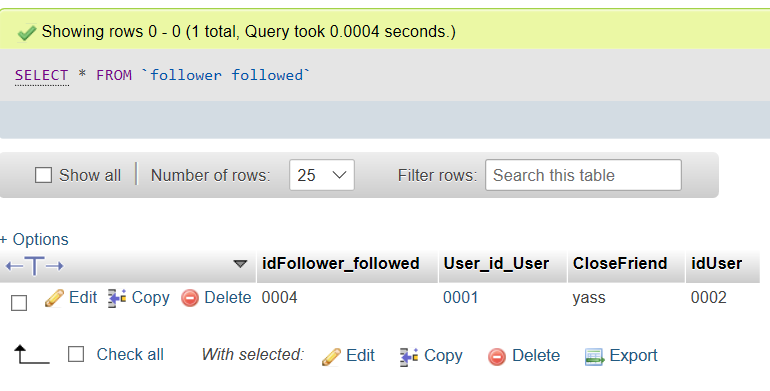 Showing rows 0 - 0 (1 total, Query took 0.0004 seconds.)
SELECT * FROM `follower followed`
Show all Number of rows: 25 Filter rows: Search this table
+ Options
←T→ idFollower_followed User_id_User CloseFriend idUser
Edit Copy Delete 0004 0001 yass 0002
Check all With selected: Edit Copy Delete Export